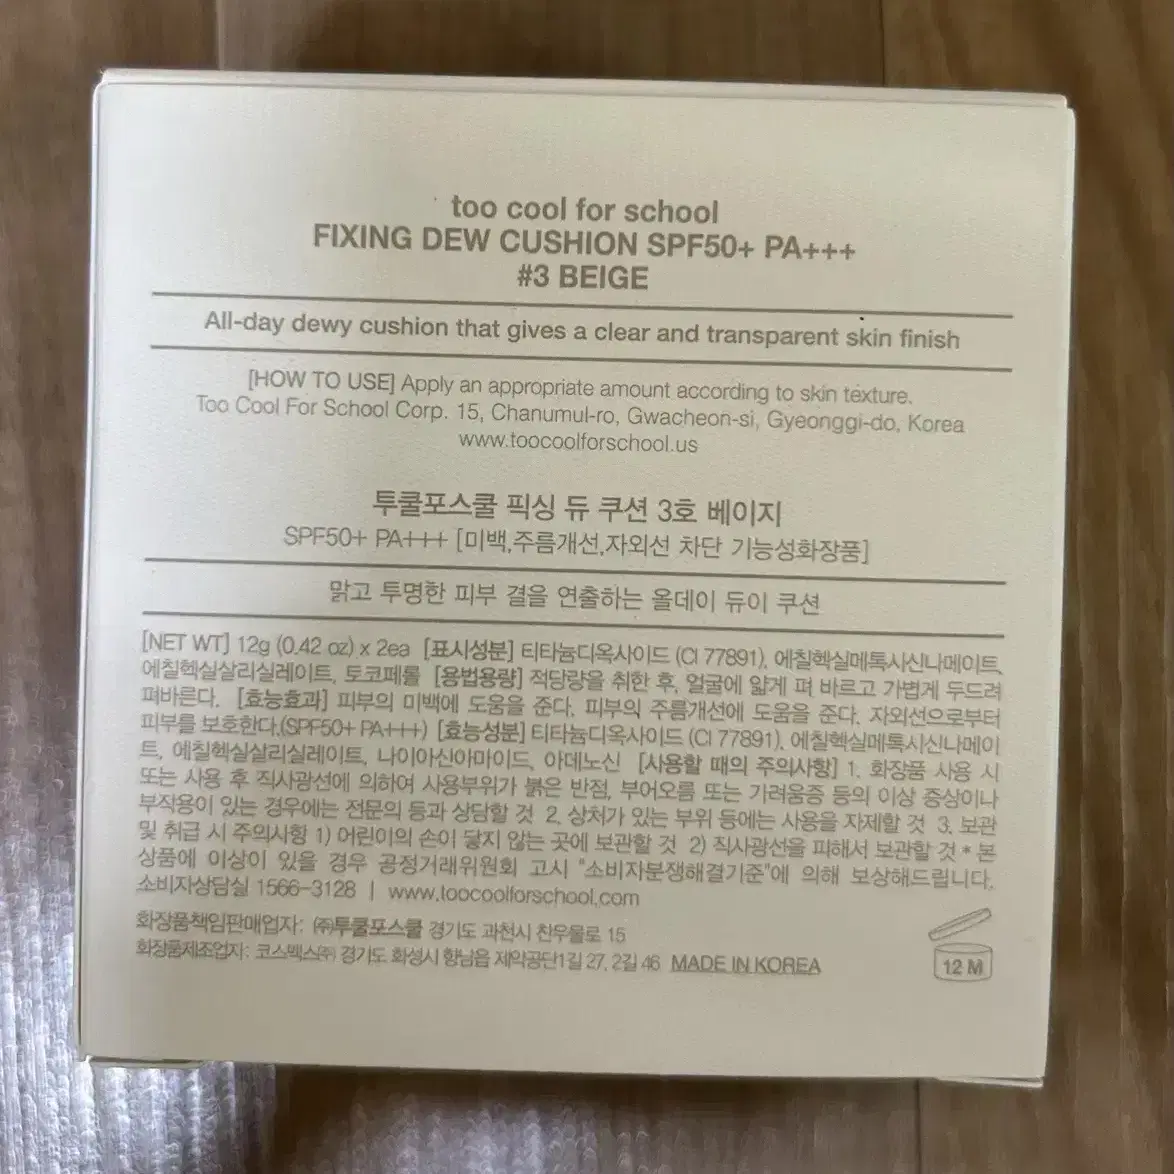 too cool for school
FIXING DEW CUSHION SPF50+ PA+++
#3 BEIGE
All-day dewy cushion that gives a clear and transparent skin finish
[HOW TO USE] Apply an appropriate amount according to skin texture.
Too Cool For School Corp. 15, Chanumul-ro, Gwacheon-si, Gyeonggi-do, Korea
www.toocoolforschool.us
투쿨포스쿨 픽싱 듀 쿠션 3호 베이지
SPF50+ PA+++ [미백,주름개선,자외선 차단 기능성화장품]
맑고 투명한 피부 결을 연출하는 올데이 듀이 쿠션
[NET WT] 12g (0.42 oz) x 2ea [표시성분] 티타늄디옥사이드 (CI 77891), 에칠헥실메톡시신나메이트,
에칠헥실살리실레이트, 토코페롤 [용법용량] 적당량을 취한 후, 얼굴에 얇게 펴 바르고 가볍게 두드려
펴바른다. [효능효과] 피부의 미백에 도움을 준다. 피부의 주름개선에 도움을 준다. 자외선으로부터
피부를 보호한다.(SPF50+ PA+++) [효능성분] 티타늄디옥사이드 (CI 77891), 에칠헥실메톡시신나메이
트, 에칠헥실살리실레이트, 나이아신아마이드, 아데노신 [사용할 때의 주의사항] 1. 화장품 사용 시
또는 사용 후 직사광선에 의하여 사용부위가 붉은 반점, 부어오름 또는 가려움증 등의 이상 증상이나
부작용이 있는 경우에는 전문의 등과 상담할 것 2. 상처가 있는 부위 등에는 사용을 자제할 것 3. 보관
및 취급 시 주의사항 1) 어린이의 손이 닿지 않는 곳에 보관할 것 2) 직사광선을 피해서 보관할 것 * 본
상품에 이상이 있을 경우 공정거래위원회 고시 "소비자분쟁해결기준"에 의해 보상해드립니다.
소비자상담실 1566-3128 | www.toocoolforschool.com
화장품책임판매업자: ㈜투쿨포스쿨 경기도 과천시 찬우물로 15
화장품제조업자: 코스맥스㈜ 경기도 화성시 향남읍 제약공단1길 27, 2길 46 MADE IN KOREA
12 M